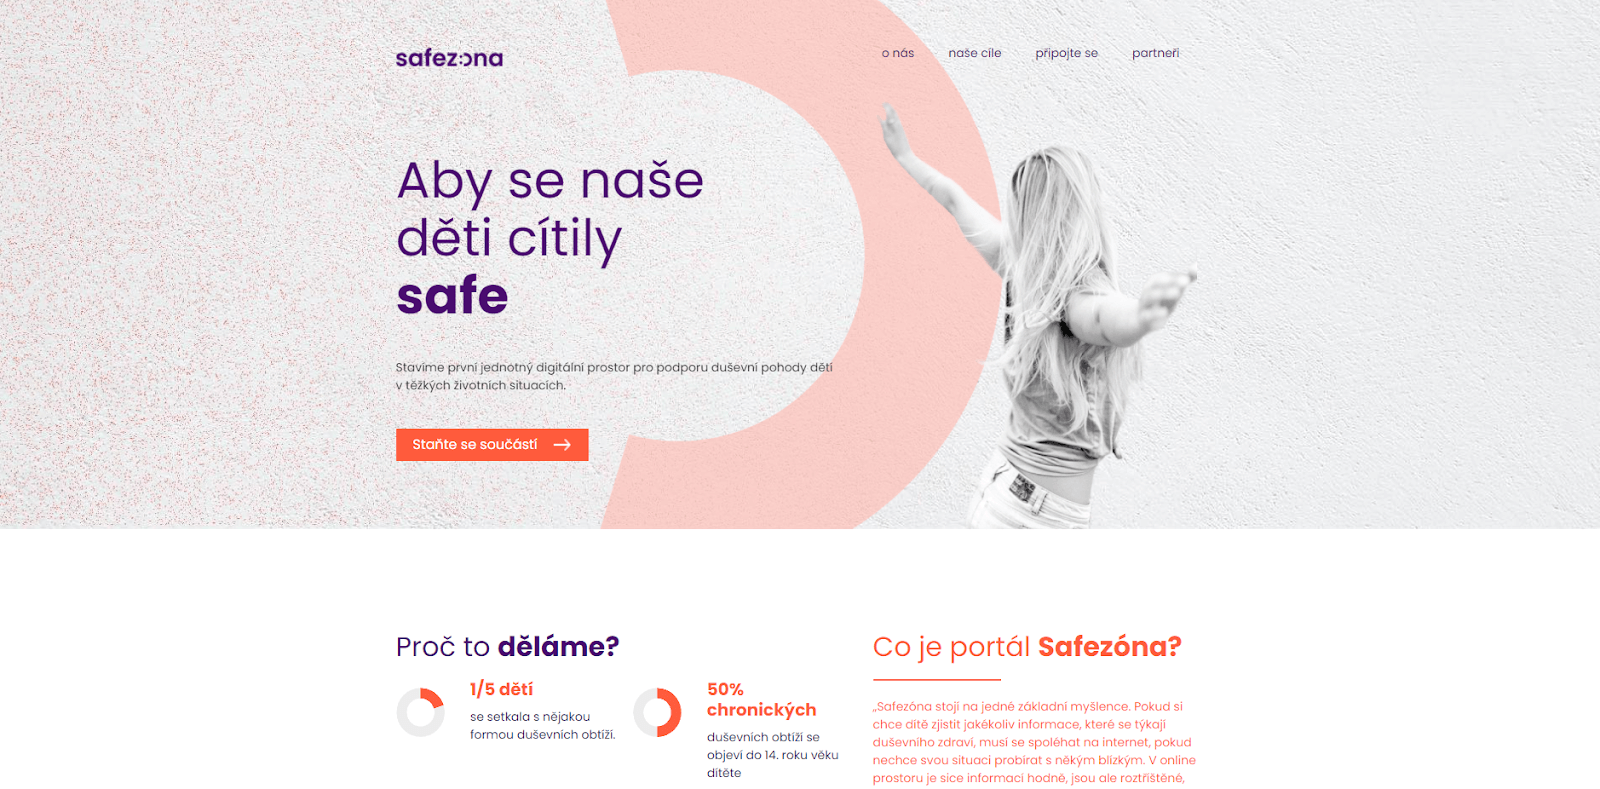 safezóna
o nás
naše cíle
připojte se
partneři
Aby se naše
děti cítily
safe
Stavíme první jednotný digitální prostor pro podporu duševní pohody dětí
v těžkých životních situacích.
Staňte se součástí
Proč to děláme?
1/5 dětí
se setkala s nějakou
formou duševních obtíží.
50%
chronických
duševních obtíží se
objeví do 14. roku věku
dítěte
Co je portál Safezóna?
„Safezóna stojí na jedné základní myšlence. Pokud si
chce dítě zjistit jakékoliv informace, které se týkají
duševního zdraví, musí se spoléhat na internet, pokud
nechce svou situaci probírat s někým blízkým. V online
prostoru je sice informací hodně, jsou ale roztříštěné,